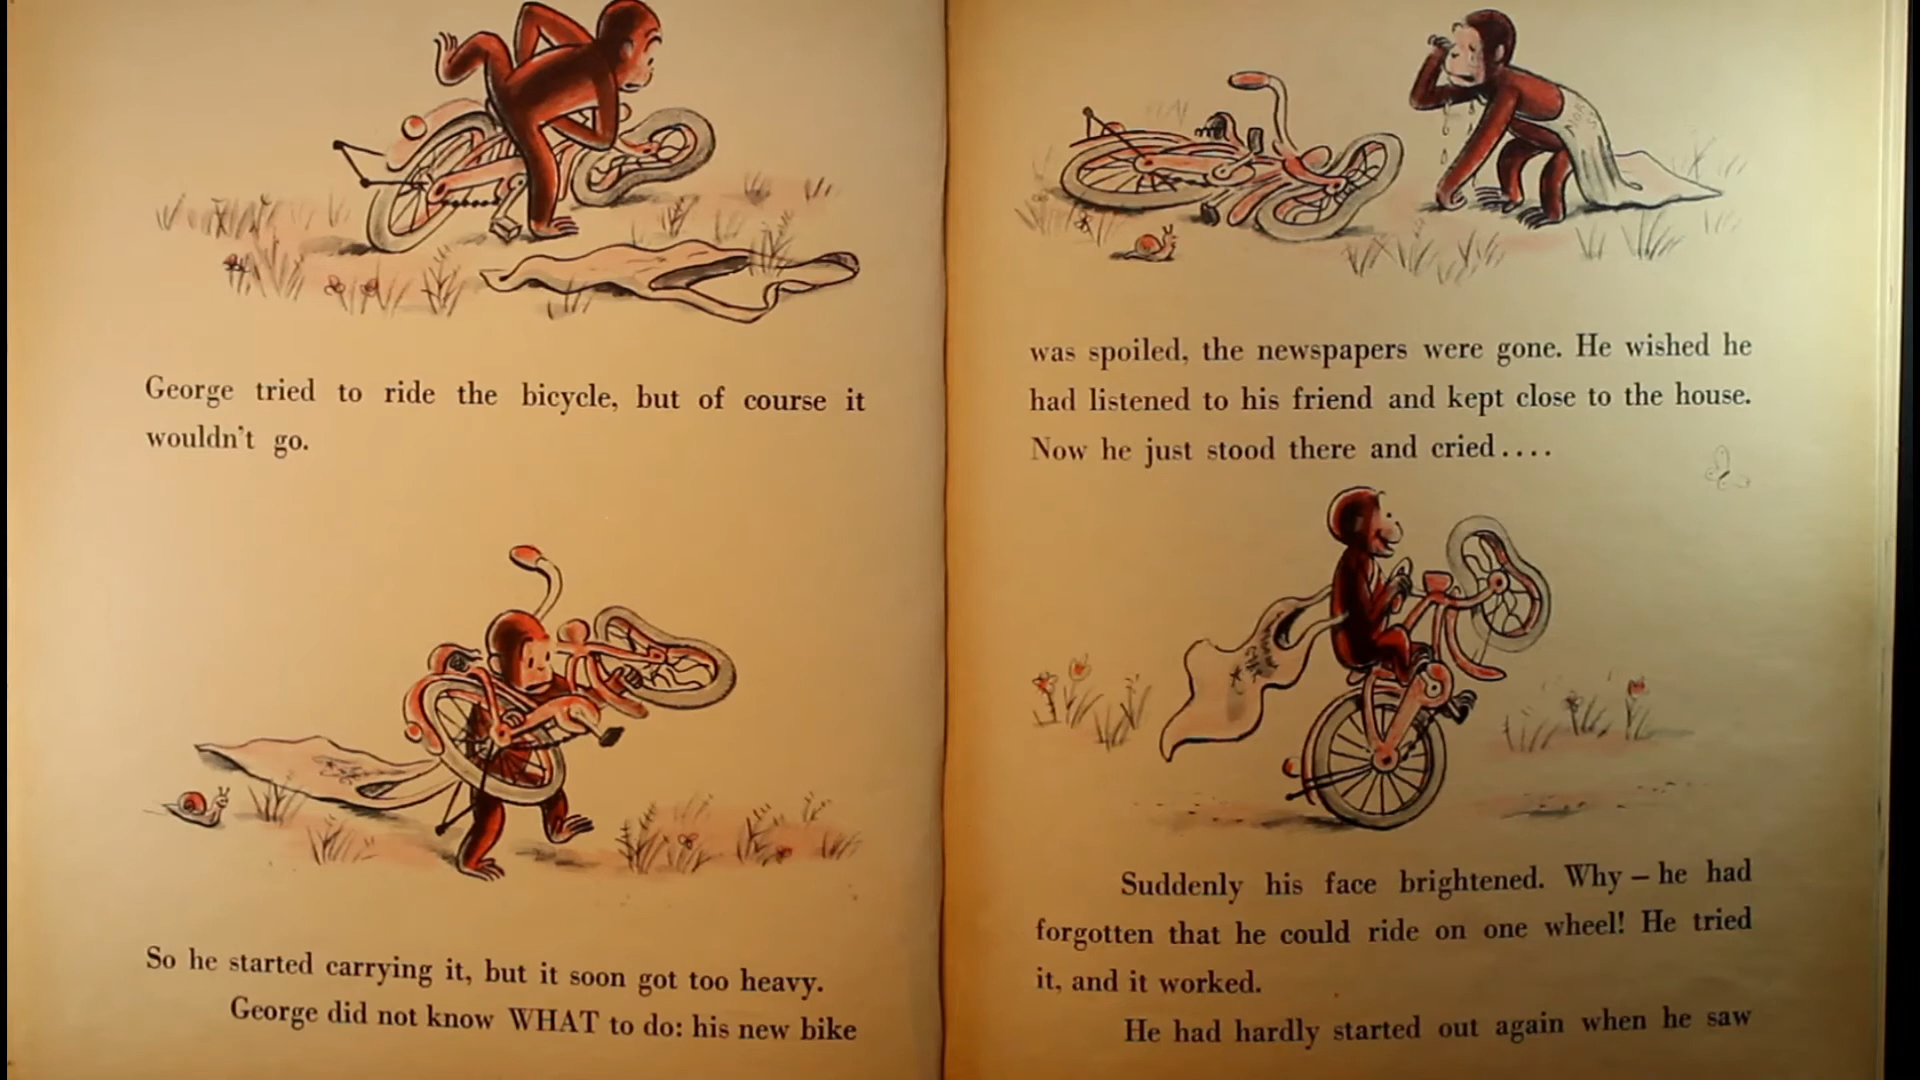 George tried to ride the bicycle, but of course it
wouldn't go.
So he started carrying it, but it soon got too heavy.
George did not know WHAT to do: his new bike
was spoiled, the newspapers were gone. He wished he
had listened to his friend and kept close to the house.
Now he just stood there and cried....
Suddenly his face brightened. Why – he had
forgotten that he could ride on one wheel! He tried
it, and it worked.
He had hardly started out again when he saw